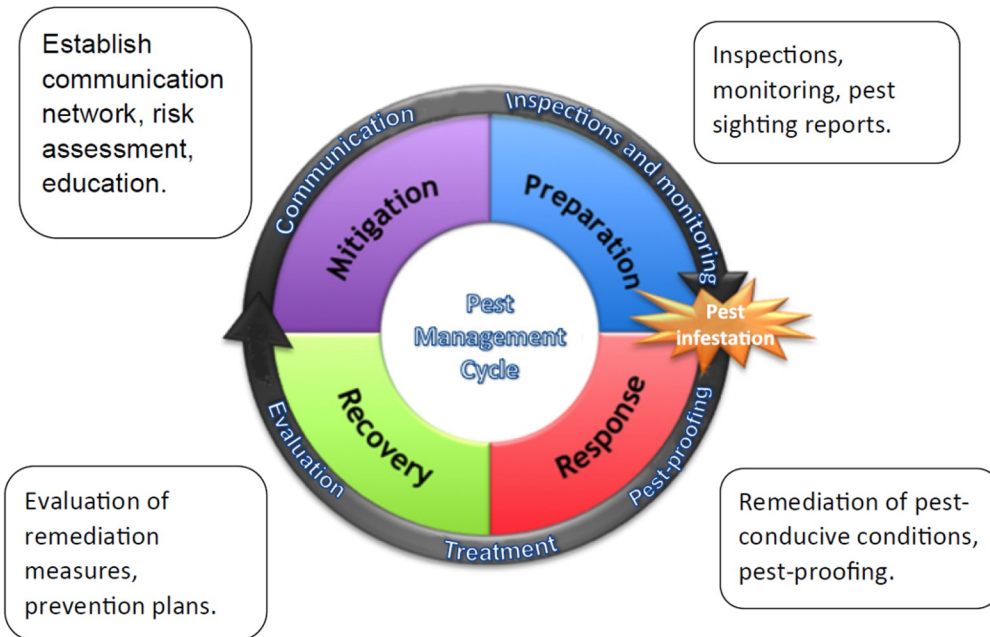 Establish
communication
network, risk
assessment,
education.
Inspections,
monitoring, pest
sighting reports.
Communication
Inspections and monitoring
Mitigation
Preparation
Pest
Management
Cycle
Pest
infestation
Recovery
Response
Evaluation
Pest-proofing
Treatment
Evaluation of
remediation
measures,
prevention plans.
Remediation of pest-
conducive conditions,
pest-proofing.